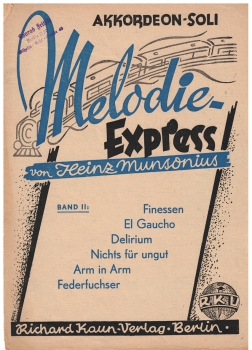 AKKORDEON-SOLI
Melodie-
Express
von Heinz Munsonius
BAND II:
Finessen
El Gaucho
Delirium
Nichts für ungut
Arm in Arm
Federfuchser
RKV
Richard Kaun-Verlag · Berlin ·